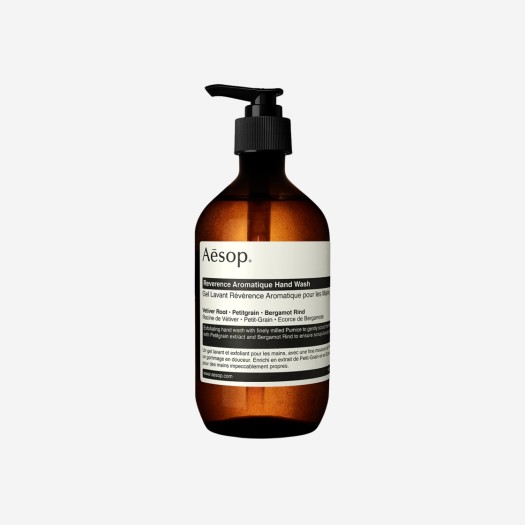 Aēsop.
Reverence Aromatique Hand Wash
Gel Lavant Révérence Aromatique pour les
Vetiver Root • Petitgrain • Bergamot Rind
Racine de Vétiver • Petit-Grain • Ecorce de Bergamote
Exfoliating hand wash with finely milled Pumice to gently
with Petitgrain extract and Bergamot Rind to ensure
Un gel lavant et exfoliant pour les mains, avec une fine
un gommage en douceur. Enrichi en extrait de Petit-Grain et
pour des mains impeccablement propres.
www.aesop.com